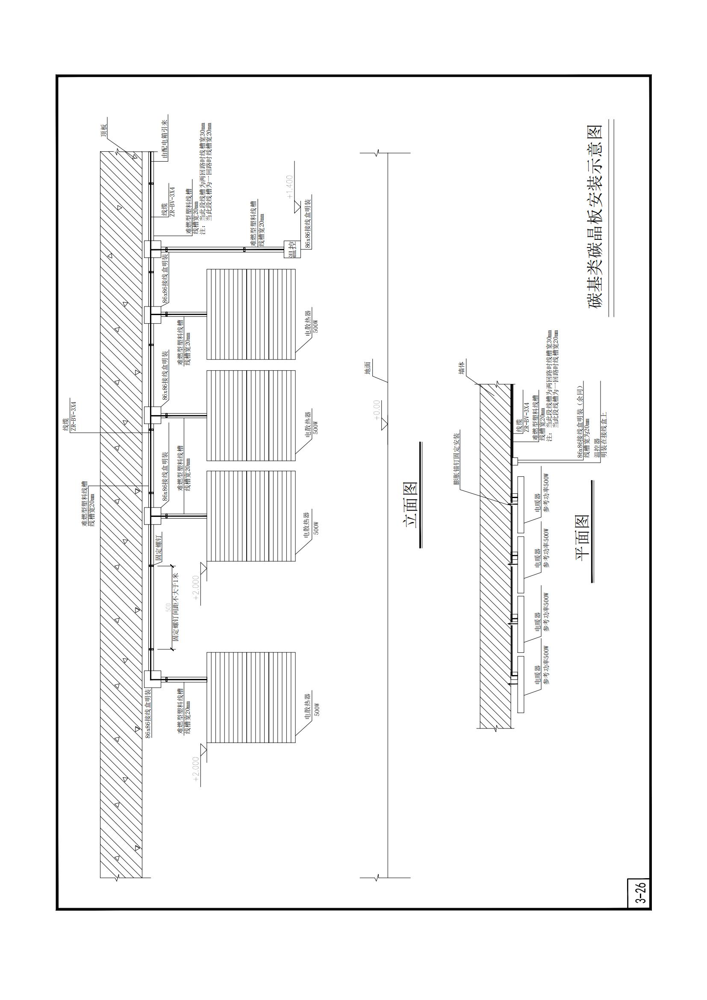 线缆
ZR-BV-3X4
难燃型塑料线槽
线槽宽20mm
顶板
由配电箱引来
86x86接线盒明装
固定螺钉
86x86接线盒明装
86x86接线盒明装
86x86接线盒明装
线缆
ZR-BV-3X4
500
固定螺钉间距不大于1米
难燃型塑料线槽
线槽宽20mm
难燃型塑料线槽
线槽宽20mm
难燃型塑料线槽
线槽宽20mm
难燃型塑料线槽
线槽宽20mm
注: 当此段线槽为两回路时线槽宽30mm
当此段线槽为一回路时线槽宽20mm
+2.000
+2.000
难燃型塑料线槽
线槽宽20mm
+1.400
温控
86x86接线盒明装
电散热器
500W
电散热器
500W
电散热器
500W
电散热器
500W
地面
+0.00
立面图
膨胀锚钉固定安装
墙体
线缆
ZR-BV-3X4
难燃型塑料线槽
线槽宽20mm
注: 当此段线槽为两回路时线槽宽30mm
当此段线槽为一回路时线槽宽20mm
电暖器
参考功率500W
电暖器
参考功率500W
电暖器
参考功率500W
电暖器
参考功率500W
86x86接线盒明装（余同）
线槽宽为20mm
温控器
明装在接线盒上
平面图
碳基类碳晶板安装示意图
3-26